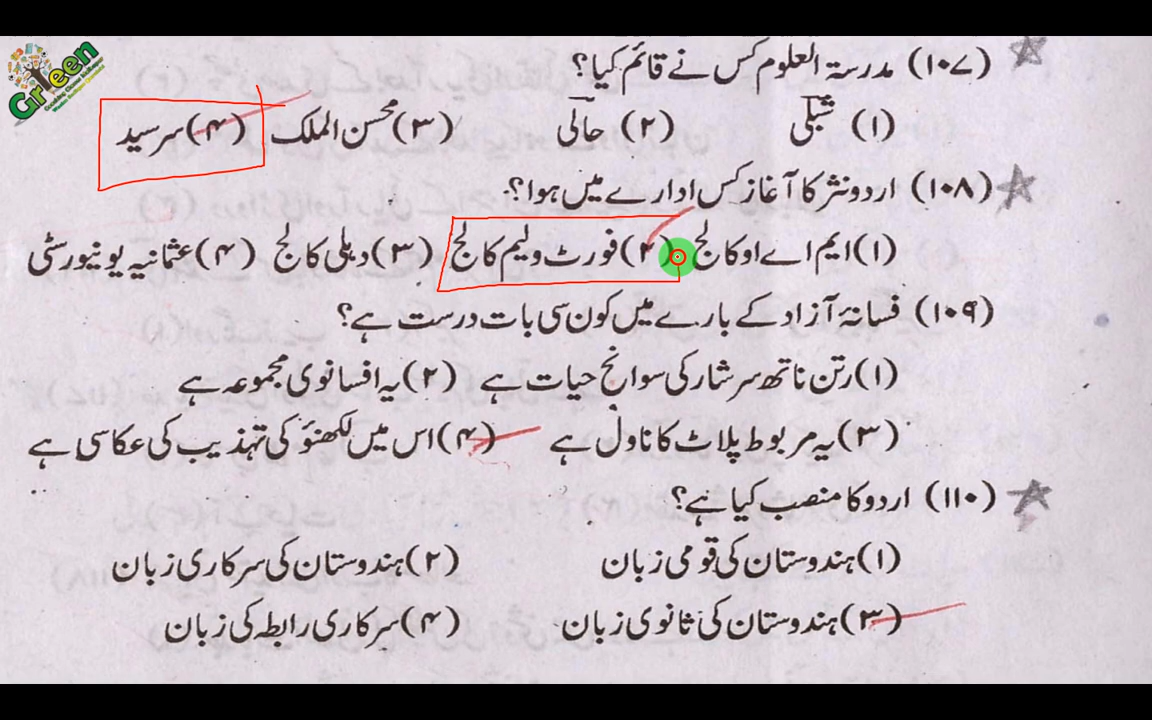 Green
(۱۰۷) مدرسۃ العلوم کس نے قائم کیا؟
(۱) شبلی (۲) حالی (۳) محسن الملک (۴) سرسید
(۱۰۸) اردو نثر کا آغاز کس ادارے میں ہوا؟
(۱) ایم اے او کالج (۲) فورٹ ولیم کالج (۳) دہلی کالج (۴) عثمانیہ یونیورسٹی
(۱۰۹) فسانۂ آزاد کے بارے میں کون سی بات درست ہے؟
(۱) رتن ناتھ سرشار کی سوانح حیات ہے (۲) یہ افسانوی مجموعہ ہے
(۳) یہ مربوط پلاٹ کا ناول ہے (۴) اس میں لکھنؤ کی تہذیب کی عکاسی ہے
(۱۱۰) اردو کا منصب کیا ہے؟
(۱) ہندوستان کی قومی زبان (۲) ہندوستان کی سرکاری زبان
(۳) ہندوستان کی ثانوی زبان (۴) سرکاری رابطہ کی زبان